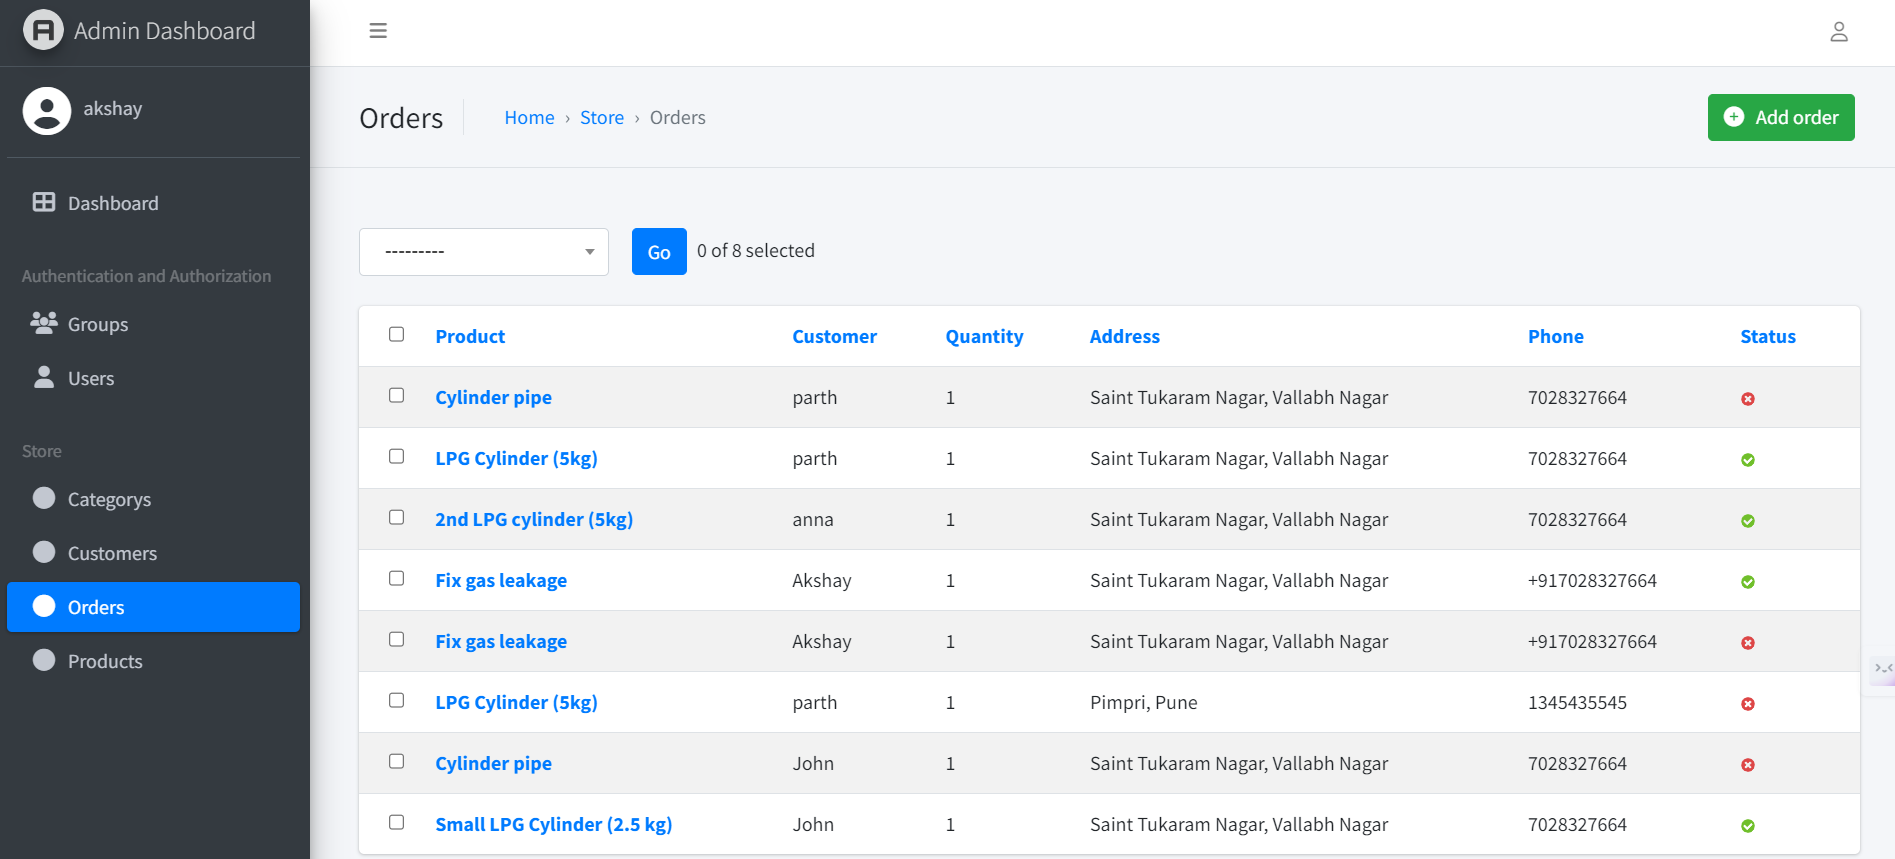 Admin Dashboard
akshay
Dashboard
Authentication and Authorization
Groups
Users
Store
Categorys
Customers
Orders
Products
Orders
Home › Store › Orders
Add order
---------
Go
0 of 8 selected
Product Customer Quantity Address Phone Status
Cylinder pipe parth 1 Saint Tukaram Nagar, Vallabh Nagar 7028327664
LPG Cylinder (5kg) parth 1 Saint Tukaram Nagar, Vallabh Nagar 7028327664
2nd LPG cylinder (5kg) anna 1 Saint Tukaram Nagar, Vallabh Nagar 7028327664
Fix gas leakage Akshay 1 Saint Tukaram Nagar, Vallabh Nagar +917028327664
Fix gas leakage Akshay 1 Saint Tukaram Nagar, Vallabh Nagar +917028327664
LPG Cylinder (5kg) parth 1 Pimpri, Pune 1345435545
Cylinder pipe John 1 Saint Tukaram Nagar, Vallabh Nagar 7028327664
Small LPG Cylinder (2.5 kg) John 1 Saint Tukaram Nagar, Vallabh Nagar 7028327664